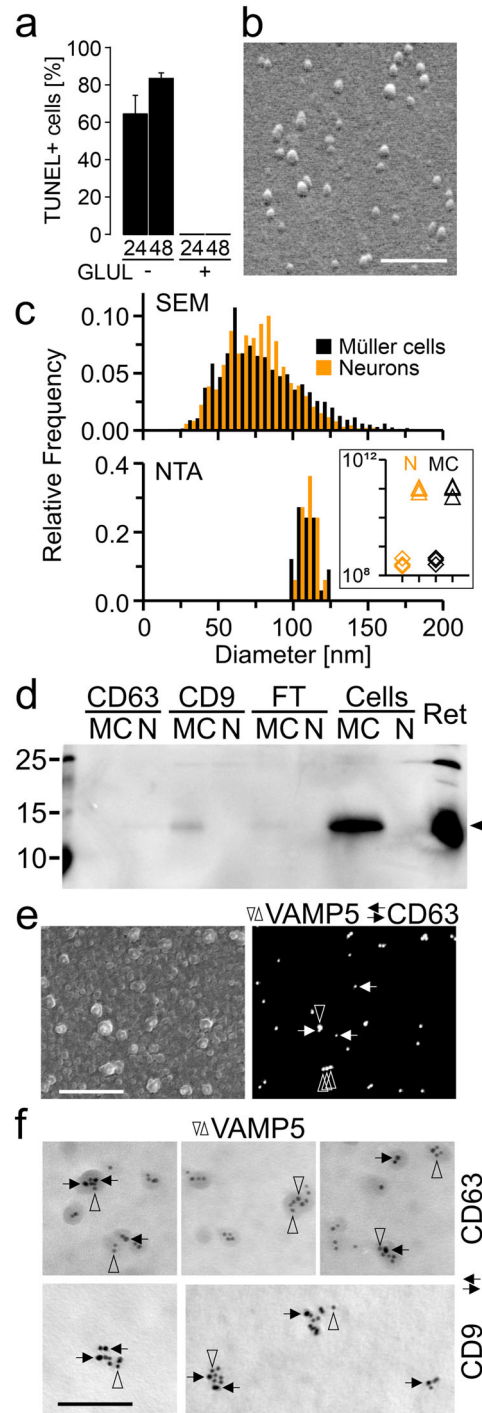 a
TUNEL+ cells [%]
100
80
60
40
20
0
24 48 24 48
GLUL - +
b
c
SEM
0.10
0.05
0.00
Müller cells
Neurons
Relative Frequency
NTA
0.4
0.2
0.0
N MC
10¹²
10⁸
0 50 100 150 200
Diameter [nm]
d
CD63 CD9 FT Cells Ret
MC N MC N MC N MC N
25
15
10
e
VAMP5 CD63
f
VAMP5
CD63
CD9